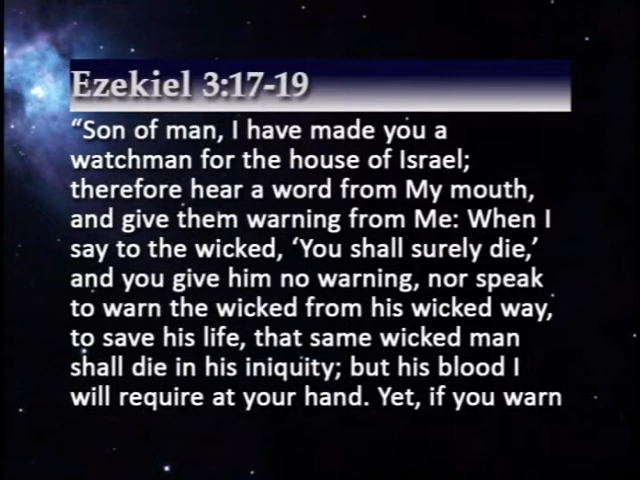 Ezekiel 3:17-19
“Son of man, I have made you a
watchman for the house of Israel;
therefore hear a word from My mouth,
and give them warning from Me: When I
say to the wicked, ‘You shall surely die,’
and you give him no warning, nor speak
to warn the wicked from his wicked way,
to save his life, that same wicked man
shall die in his iniquity; but his blood I
will require at your hand. Yet, if you warn